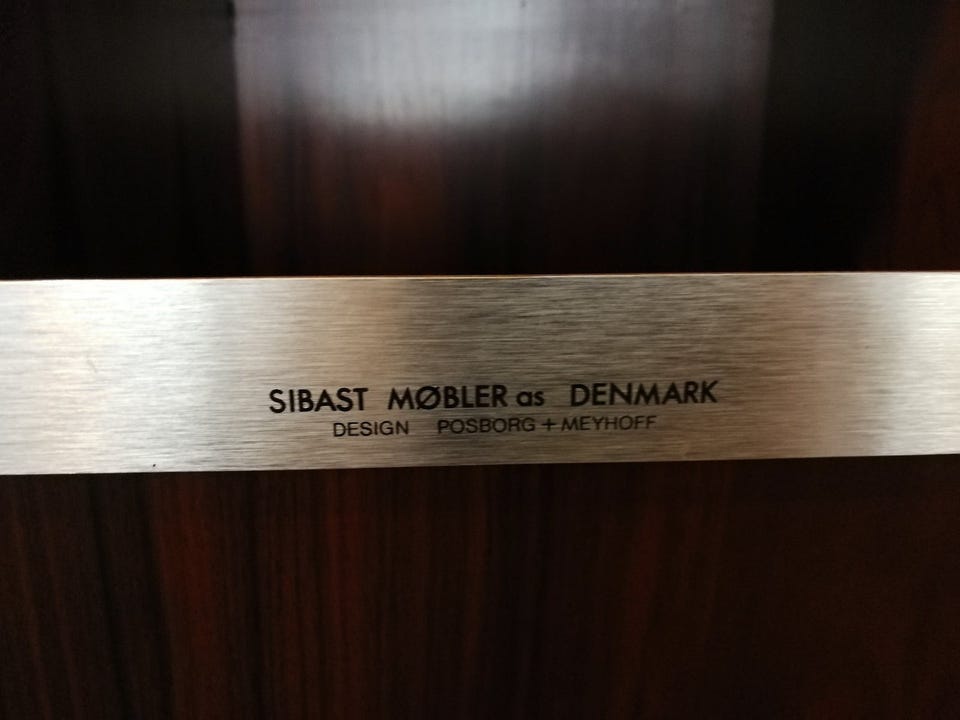 SIBAST MØBLER as DENMARK
DESIGN POSBORG + MEYHOFF